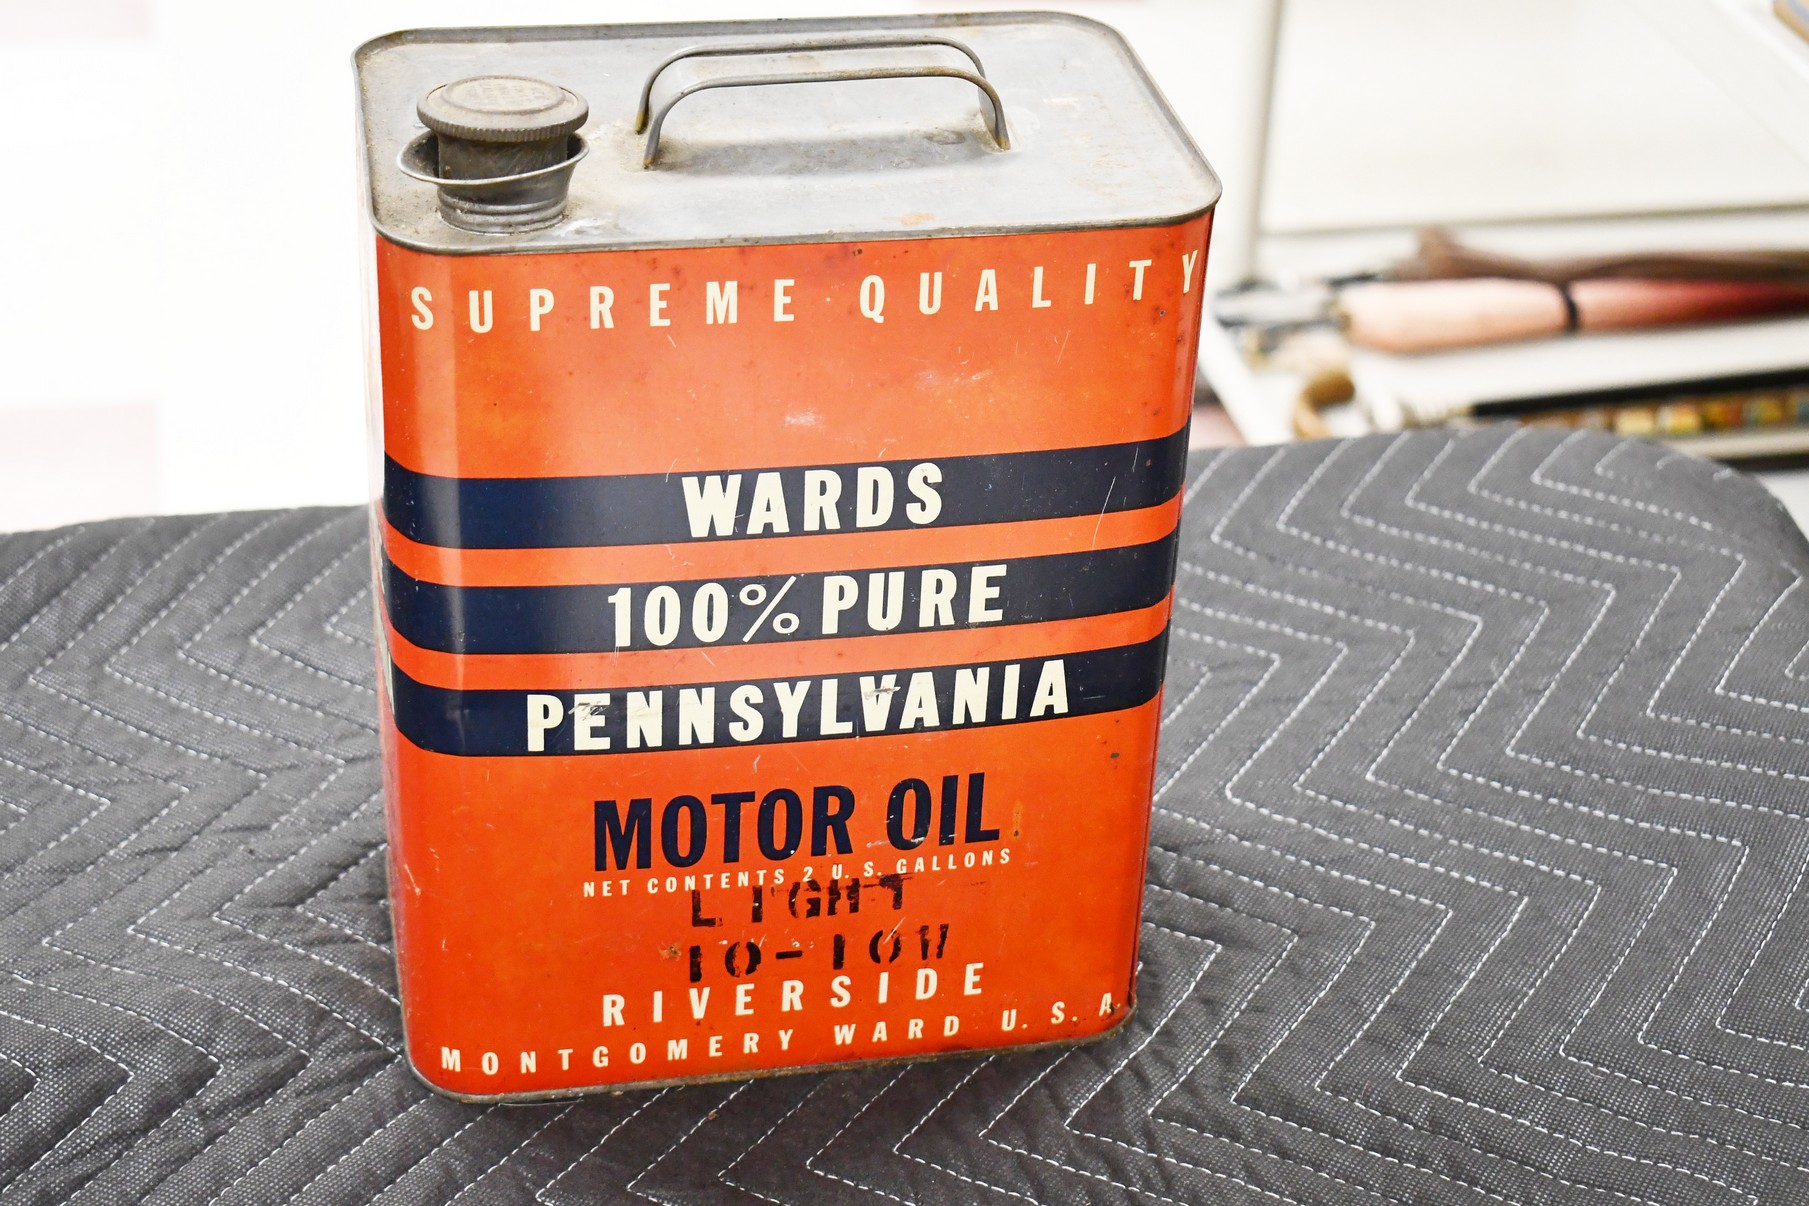 SUPREME QUALITY
WARDS
100% PURE
PENNSYLVANIA
MOTOR OIL
NET CONTENTS 2 U.S. GALLONS
LIGHT
10-10W
RIVERSIDE
MONTGOMERY WARD U.S.A.